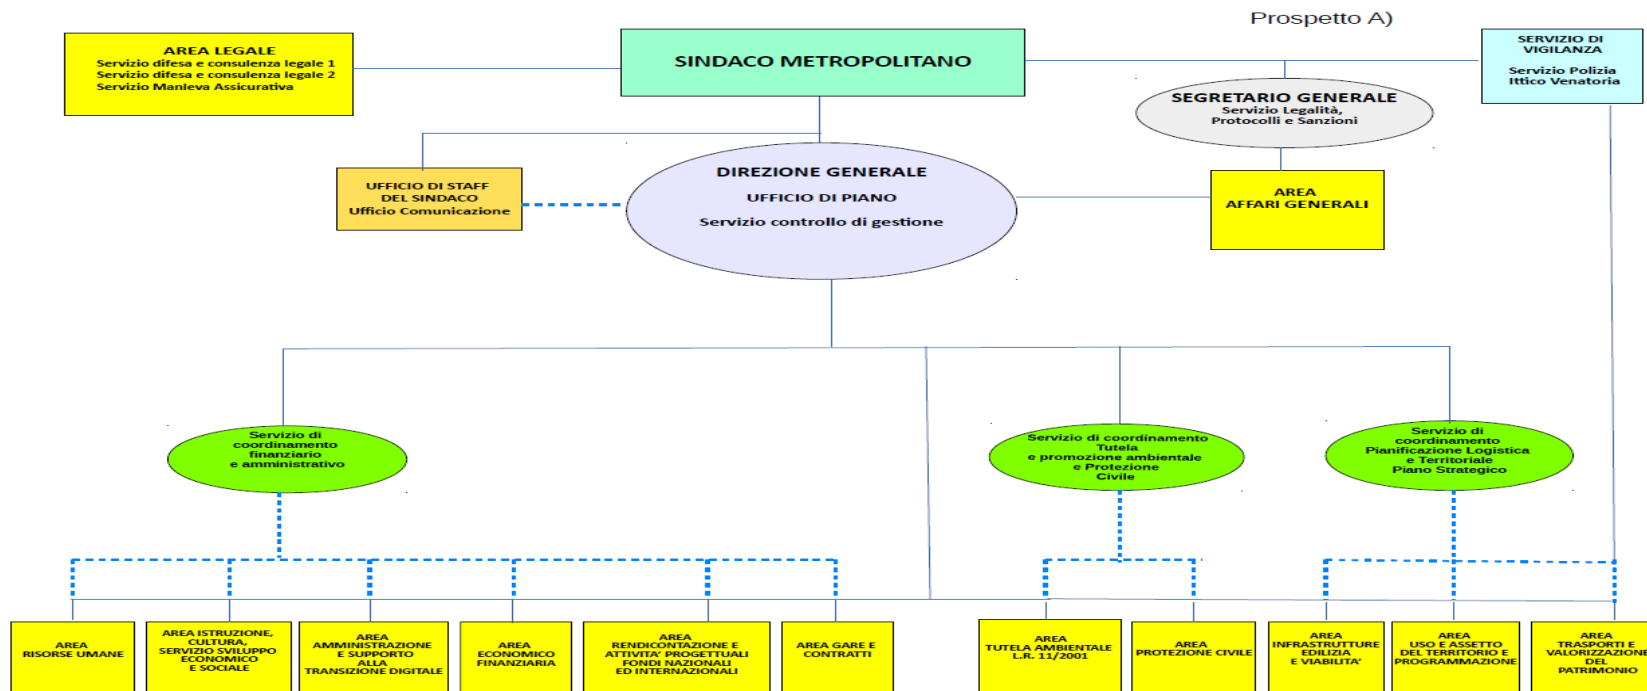 Prospetto A)
AREA LEGALE
Servizio difesa e consulenza legale 1
Servizio difesa e consulenza legale 2
Servizio Manleva Assicurativa
SINDACO METROPOLITANO
SERVIZIO DI
VIGILANZA
Servizio Polizia
Ittico Venatoria
SEGRETARIO GENERALE
Servizio Legalità,
Protocolli e Sanzioni
UFFICIO DI STAFF
DEL SINDACO
Ufficio Comunicazione
DIREZIONE GENERALE
UFFICIO DI PIANO
Servizio controllo di gestione
AREA
AFFARI GENERALI
Servizio di
coordinamento
finanziario
e amministrativo
Servizio di coordinamento
Tutela
e promozione ambientale
e Protezione
Civile
Servizio di
coordinamento
Pianificazione Logistica
e Territoriale
Piano Strategico
AREA
RISORSE UMANE
AREA ISTRUZIONE,
CULTURA,
SERVIZIO SVILUPPO
ECONOMICO
E SOCIALE
AREA
AMMINISTRAZIONE
E SUPPORTO
ALLA
TRANSIZIONE DIGITALE
AREA
ECONOMICO
FINANZIARIA
AREA
RENDICONTAZIONE E
ATTIVITA' PROGETTUALI
FONDI NAZIONALI
ED INTERNAZIONALI
AREA GARE E
CONTRATTI
AREA
TUTELA AMBIENTALE
L.R. 11/2001
AREA
PROTEZIONE CIVILE
AREA
INFRASTRUTTURE
EDILIZIA
E VIABILITA'
AREA
USO E ASSETTO
DEL TERRITORIO E
PROGRAMMAZIONE
AREA
TRASPORTI E
VALORIZZAZIONE
DEL
PATRIMONIO